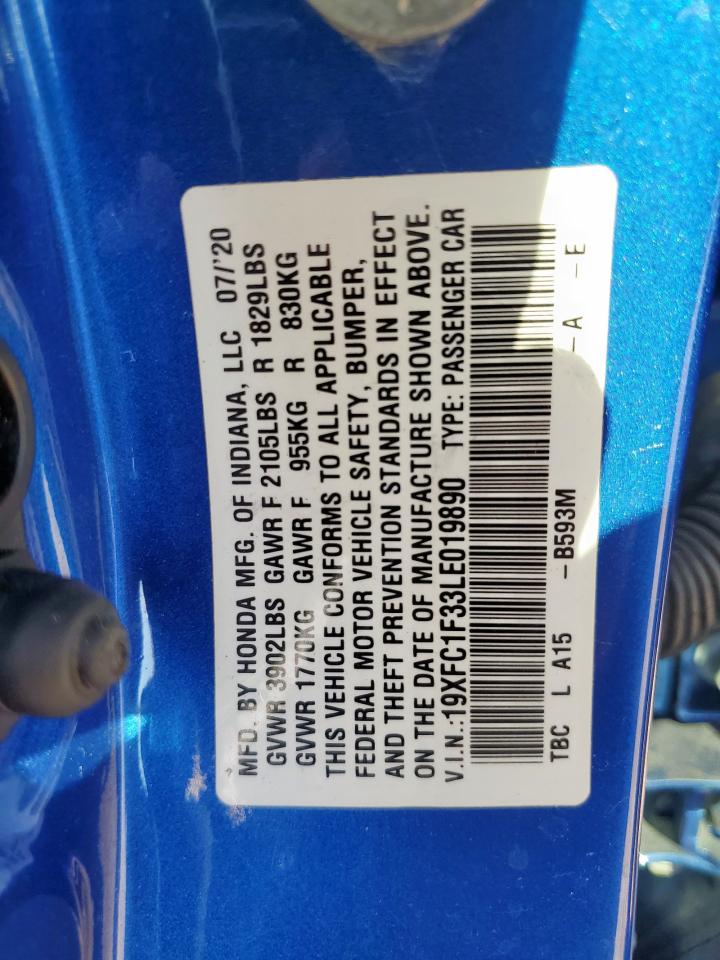 MFD. BY HONDA MFG. OF INDIANA, LLC 07/'20
GVWR 3902LBS GAWR F 2105LBS R 1829LBS
GVWR 1770KG GAWR F 955KG R 830KG
THIS VEHICLE CONFORMS TO ALL APPLICABLE
FEDERAL MOTOR VEHICLE SAFETY, BUMPER,
AND THEFT PREVENTION STANDARDS IN EFFECT
ON THE DATE OF MANUFACTURE SHOWN ABOVE.
V.I.N.:19XFC1F33LE019890 TYPE: PASSENGER CAR
TBC L A15 -B593M -A -E